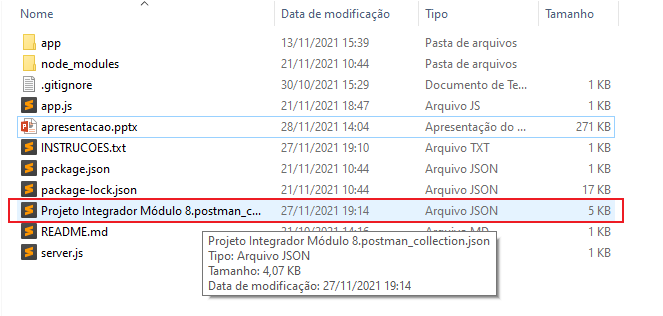 Nome Data de modificação Tipo Tamanho
app 13/11/2021 15:39 Pasta de arquivos
node_modules 21/11/2021 10:44 Pasta de arquivos
.gitignore 30/10/2021 15:29 Documento de Te... 1 KB
app.js 21/11/2021 18:47 Arquivo JS 1 KB
apresentacao.pptx 28/11/2021 14:04 Apresentação do ... 271 KB
INSTRUCOES.txt 27/11/2021 19:10 Arquivo TXT 1 KB
package.json 21/11/2021 10:44 Arquivo JSON 1 KB
package-lock.json 21/11/2021 10:44 Arquivo JSON 17 KB
Projeto Integrador Módulo 8.postman_c... 27/11/2021 19:14 Arquivo JSON 5 KB
README.md 31/10/2021 14:16 Arquivo MD 1 KB
server.js 1 KB
Projeto Integrador Módulo 8.postman_collection.json
Tipo: Arquivo JSON
Tamanho: 4,07 KB
Data de modificação: 27/11/2021 19:14